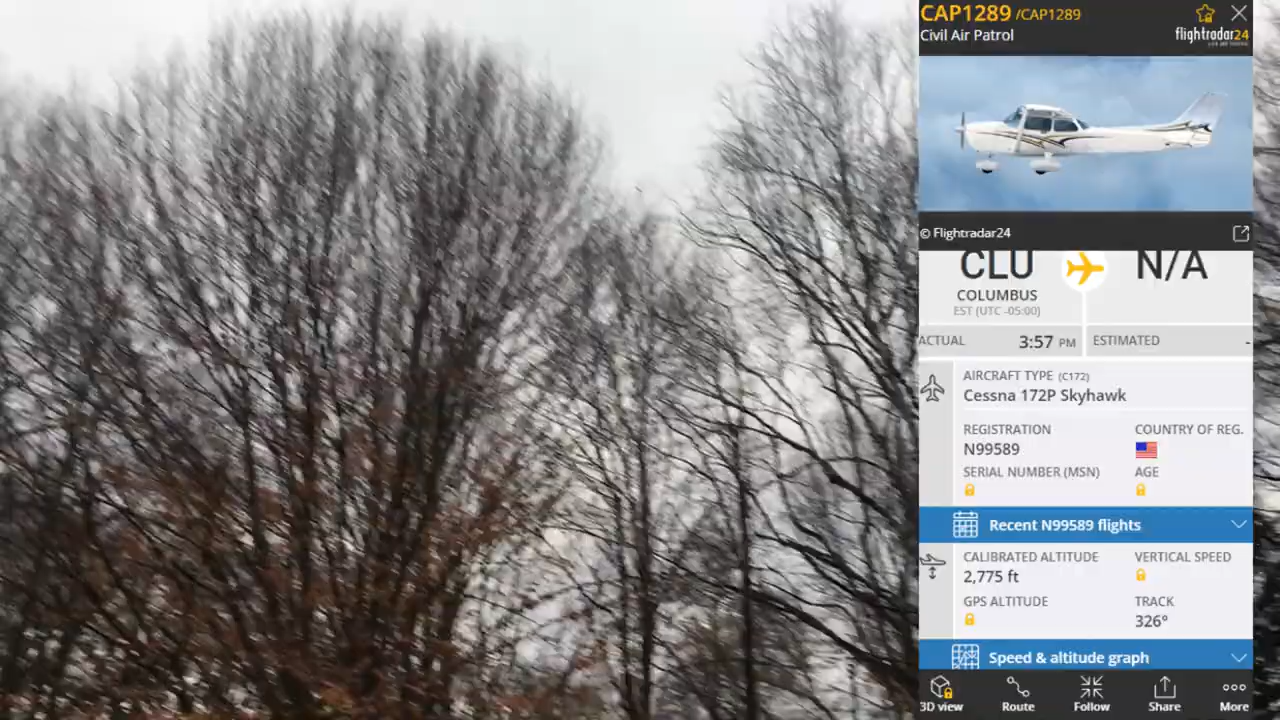 CAP1289 /CAP1289
Civil Air Patrol
flightradar24
© Flightradar24
CLU
N/A
COLUMBUS
EST (UTC -05:00)
ACTUAL 3:57 PM
ESTIMATED -
AIRCRAFT TYPE (C172)
Cessna 172P Skyhawk
REGISTRATION
COUNTRY OF REG.
N99589
SERIAL NUMBER (MSN)
AGE
Recent N99589 flights
CALIBRATED ALTITUDE
VERTICAL SPEED
2,775 ft
GPS ALTITUDE
TRACK
326°
Speed & altitude graph
3D view
Route
Follow
Share
More